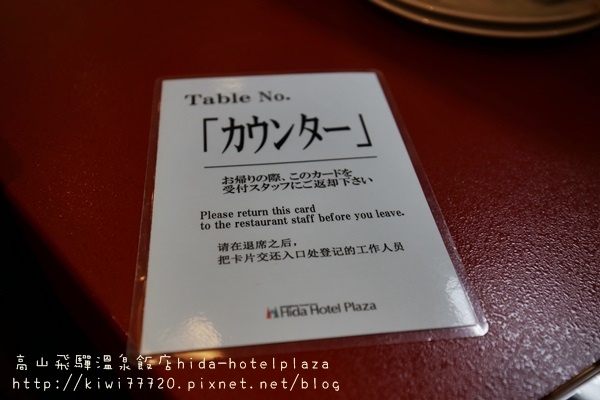 Table No.
「カウンター」
お帰りの際、このカードを
受付スタッフにご返却下さい
Please return this card
to the restaurant staff before you leave.
请在退席之后，
把卡片交还入口处登记的工作人员
Hida Hotel Plaza
高山飛驒溫泉飯店hida-hotelplaza
http://kiwi77720.pixnet.net/blog